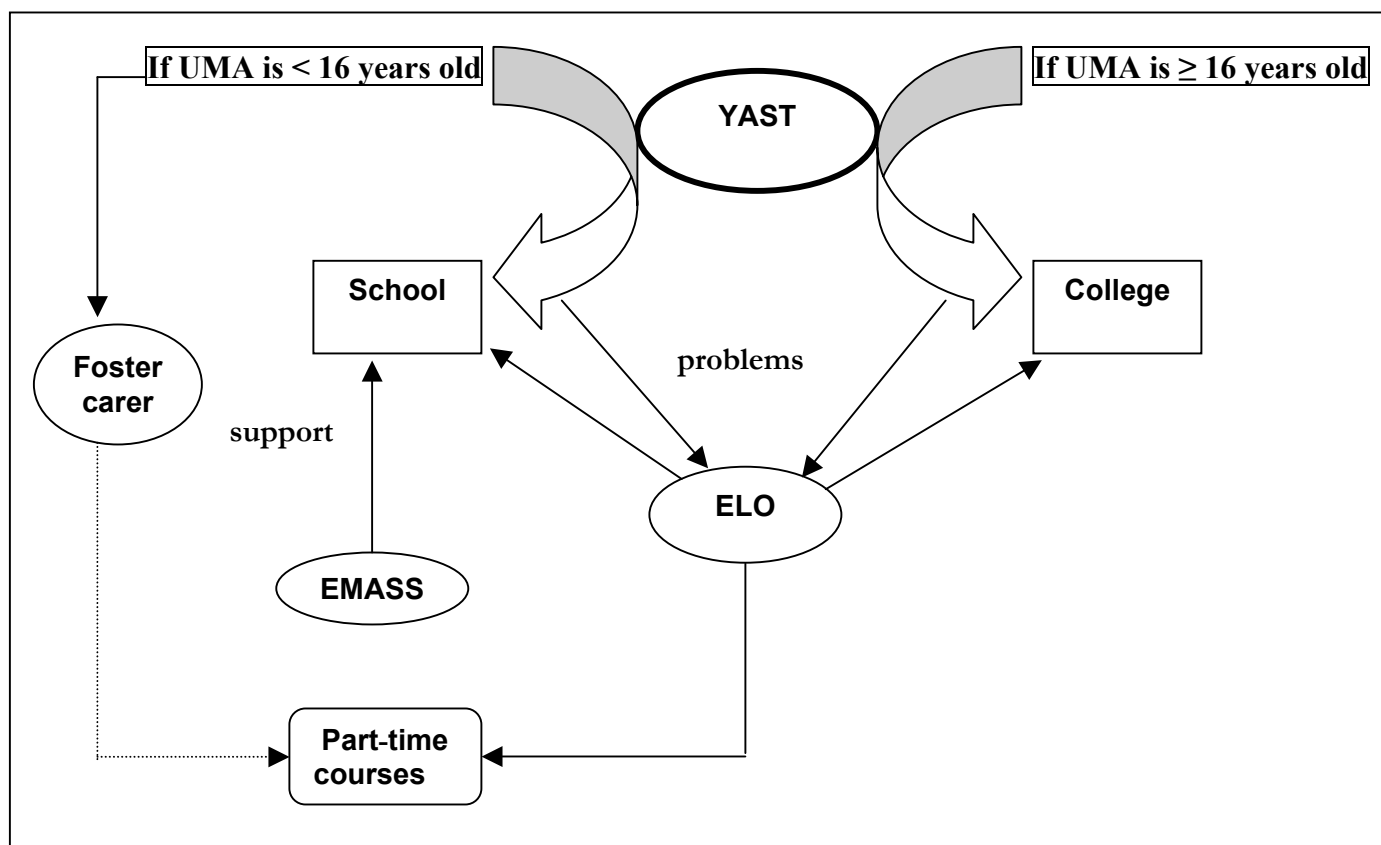 If UMA is < 16 years old
If UMA is ≥ 16 years old
YAST
School
College
problems
Foster
carer
support
ELO
EMASS
Part-time
courses